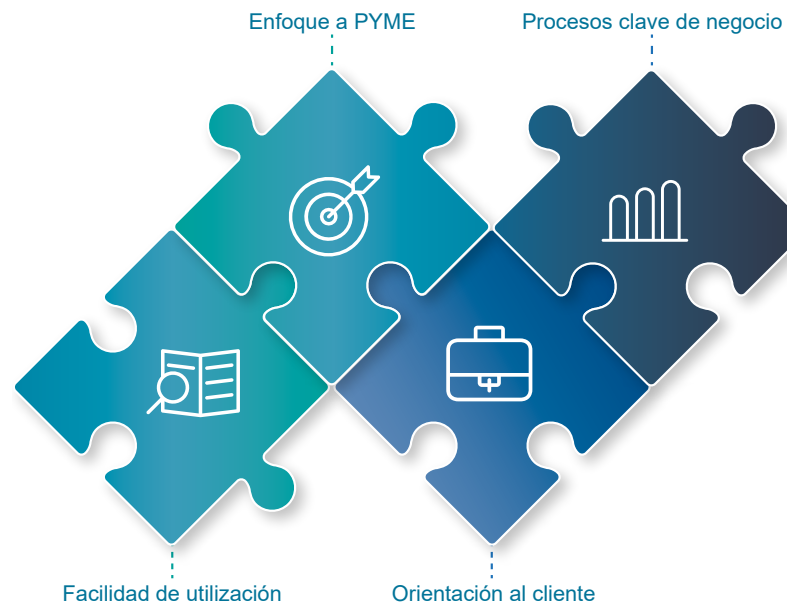 Enfoque a PYME
Procesos clave de negocio
Facilidad de utilización
Orientación al cliente